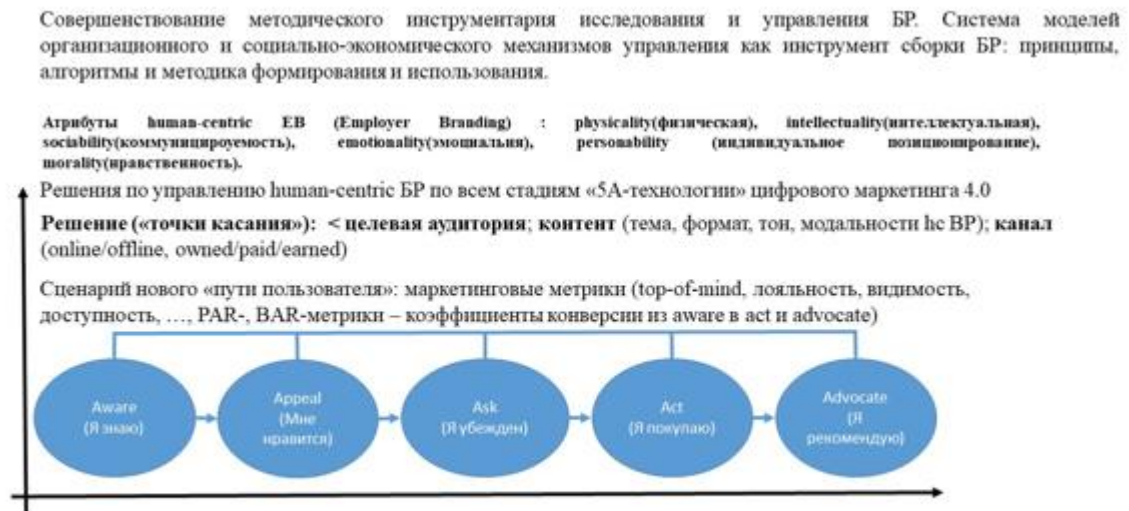 Совершенствование методического инструментария исследования и управления БР. Система моделей
организационного и социально-экономического механизмов управления как инструмент сборки БР: принципы,
алгоритмы и методика формирования и использования.
Атрибуты human-centric EB (Employer Branding) : physicality(физическая), intellectuality(интеллектуальная),
sociability(коммуницироуемость), emotionality(эмоциальня), personability (индивидуальное позиционирование),
morality(нравственность).
Решения по управлению human-centric БР по всем стадиям «5А-технологии» цифрового маркетинга 4.0
Решение («точки касания»): < целевая аудитория; контент (тема, формат, тон, модальности hc BP); канал
(online/offline, owned/paid/earned)
Сценарий нового «пути пользователя»: маркетинговые метрики (top-of-mind, лояльность, видимость,
доступность, …, PAR-, BAR-метрики – коэффициенты конверсии из aware в act и advocate)
Aware
(Я знаю)
Appeal
(Мне
нравится)
Ask
(Я убежден)
Act
(Я покупаю)
Advocate
(Я
рекомендую)